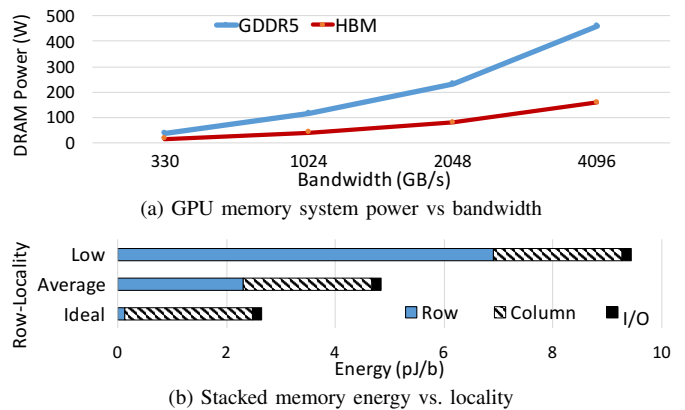 DRAM Power (W)
500
400
300
200
100
0
GDDR5 HBM
330 1024 2048 4096
Bandwidth (GB/s)
(a) GPU memory system power vs bandwidth
Row-Locality
Low
Average
Ideal
Row Column I/O
0 2 4 6 8 10
Energy (pJ/b)
(b) Stacked memory energy vs. locality